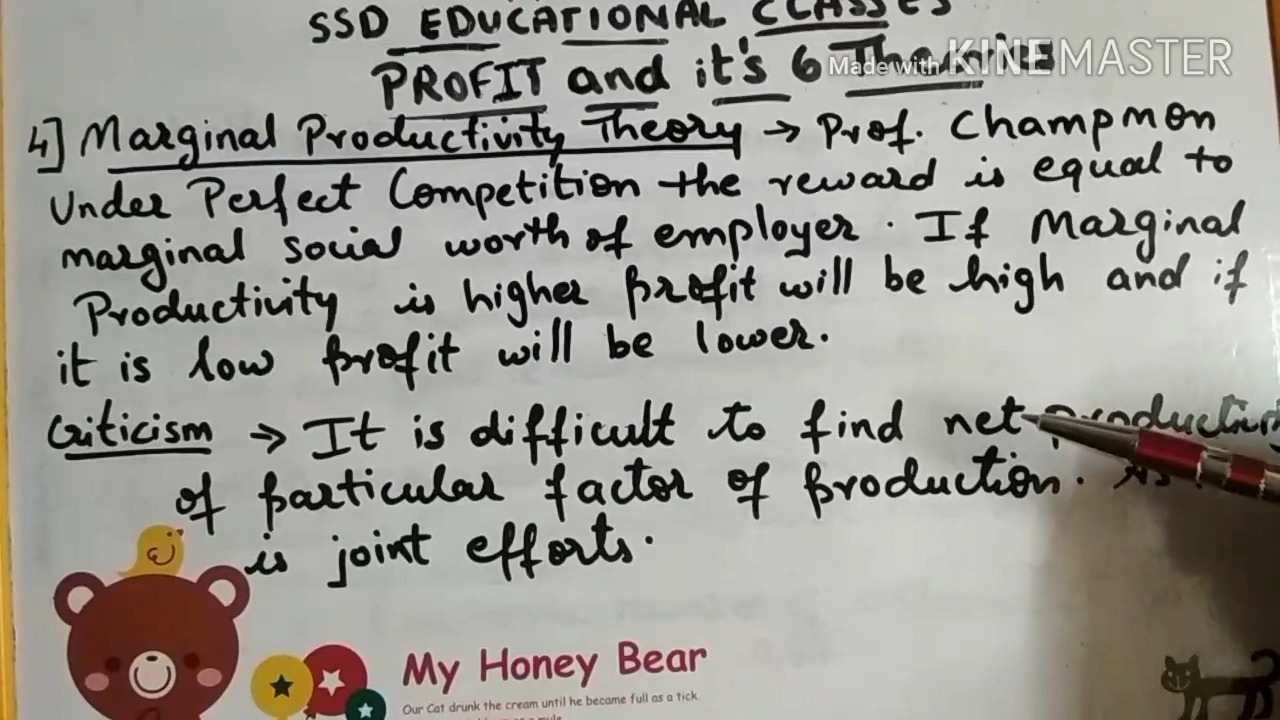 SSD EDUCATIONAL CLASSES
PROFIT and it's 6 Theories
Made with KINEMASTER
4] Marginal Productivity Theory → Prof. Champmon
Under Perfect Competition the reward is equal to
marginal social worth of employer. If Marginal
Productivity is higher profit will be high and if
it is low profit will be lower.
Criticism → It is difficult to find net
of particular factor of production. As
is joint efforts.
My Honey Bear
Our Cat drunk the cream until he became full as a tick.